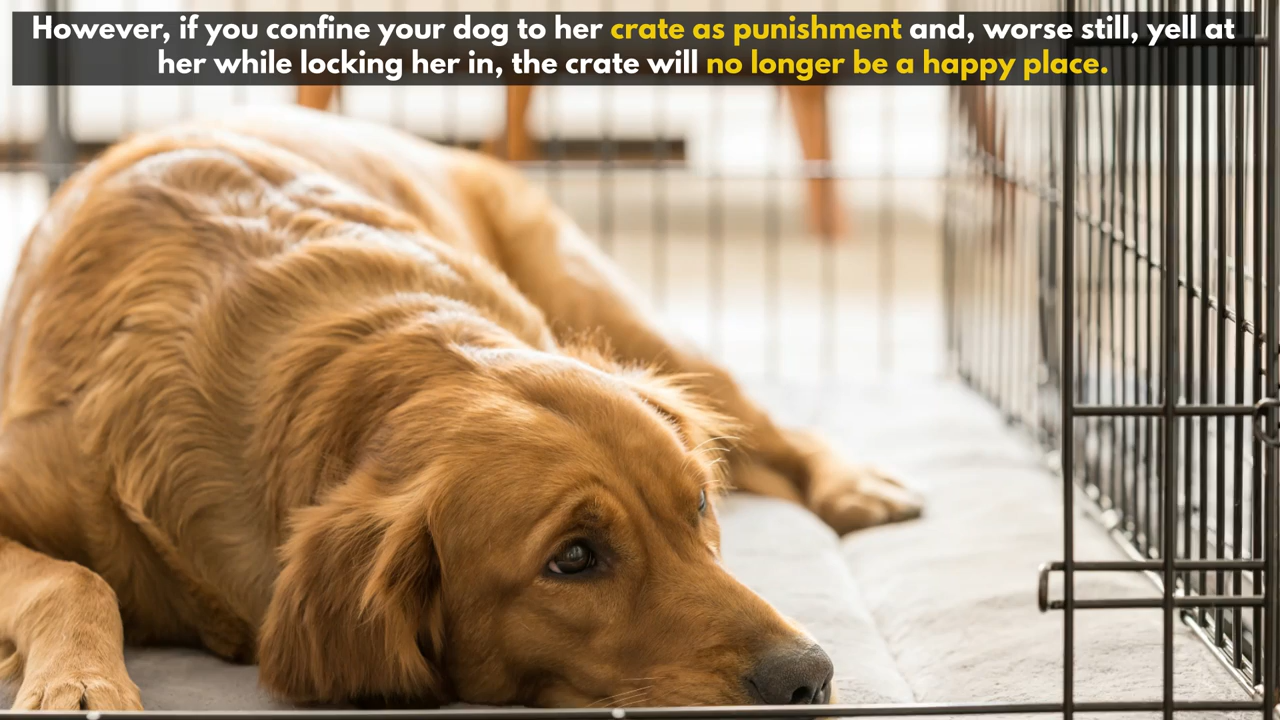 However, if you confine your dog to her crate as punishment and, worse still, yell at
her while locking her in, the crate will no longer be a happy place.